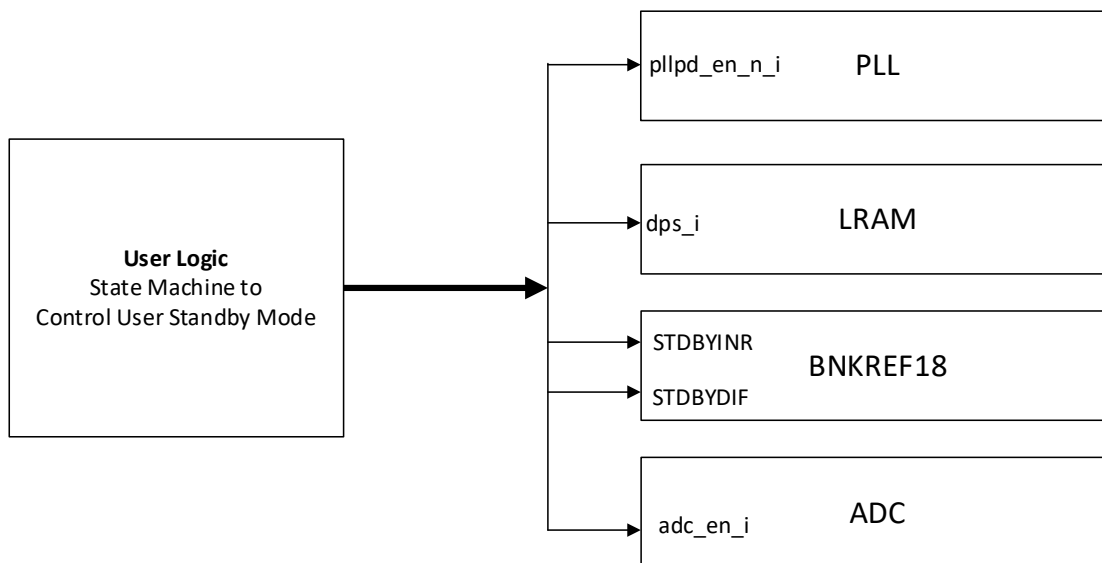 User Logic
State Machine to
Control User Standby Mode
pllpd_en_n_i
PLL
dps_i
LRAM
STDBYINR
BNKREF18
STDBYDIF
adc_en_i
ADC